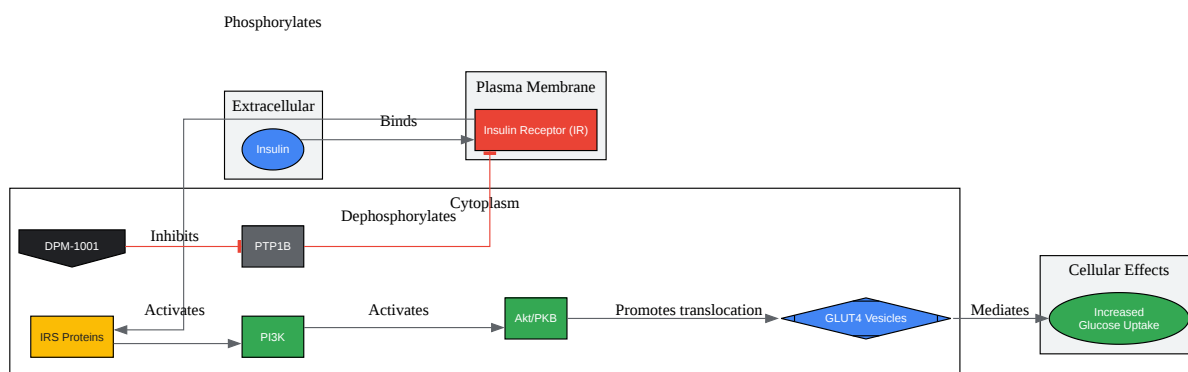 Phosphorylates
Plasma Membrane
Extracellular
Binds
Insulin Receptor (IR)
Insulin
Cytoplasm
Dephosphorylates
DPM-1001
Inhibits
PTP1B
Cellular Effects
IRS Proteins
Activates
PI3K
Activates
Akt/PKB
Promotes translocation
GLUT4 Vesicles
Mediates
Increased
Glucose Uptake